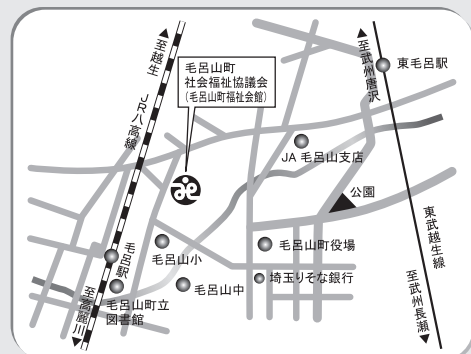 至越生
JR八高線
毛呂山町
社会福祉協議会
(毛呂山町福祉会館)
至武州唐沢
東毛呂駅
JA 毛呂山支店
公園
毛呂駅
毛呂山小
毛呂山町役場
東武越生線
毛呂山町立
図書館
毛呂山中
埼玉りそな銀行
至高麗川
至武州長瀬